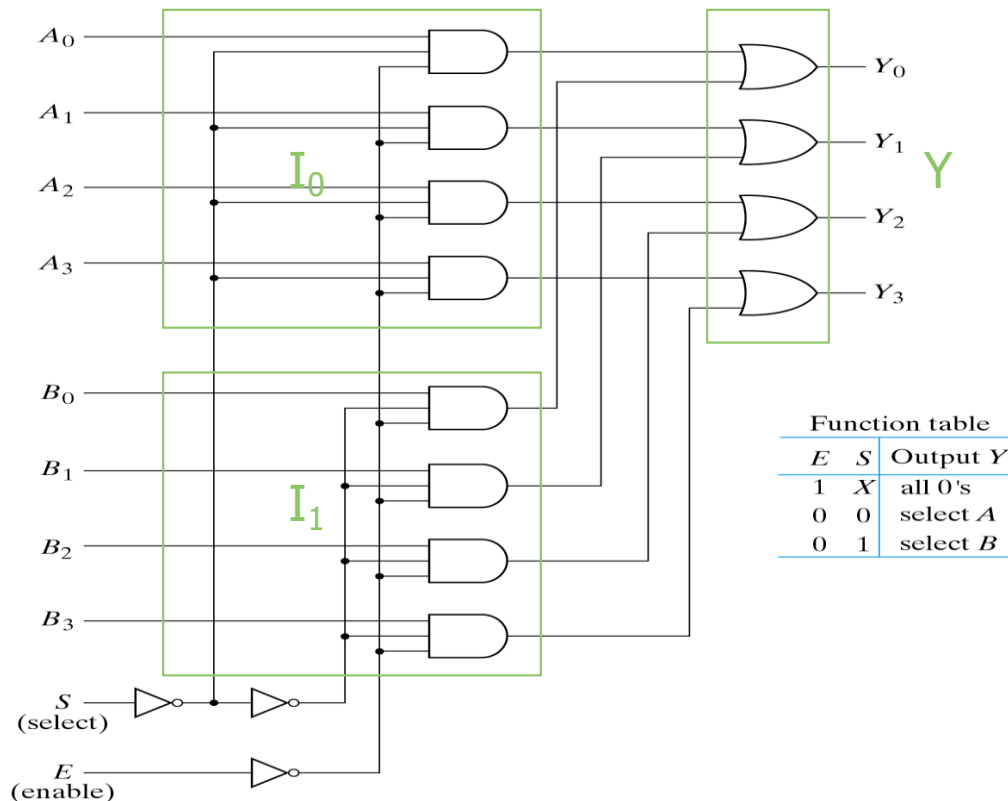 A₀
A₁
A₂
A₃
I₀
Y₀
Y₁
Y₂
Y₃
Y
B₀
B₁
B₂
B₃
I₁
S
(select)
E
(enable)
Function table
E S Output Y
1 X all 0's
0 0 select A
0 1 select B